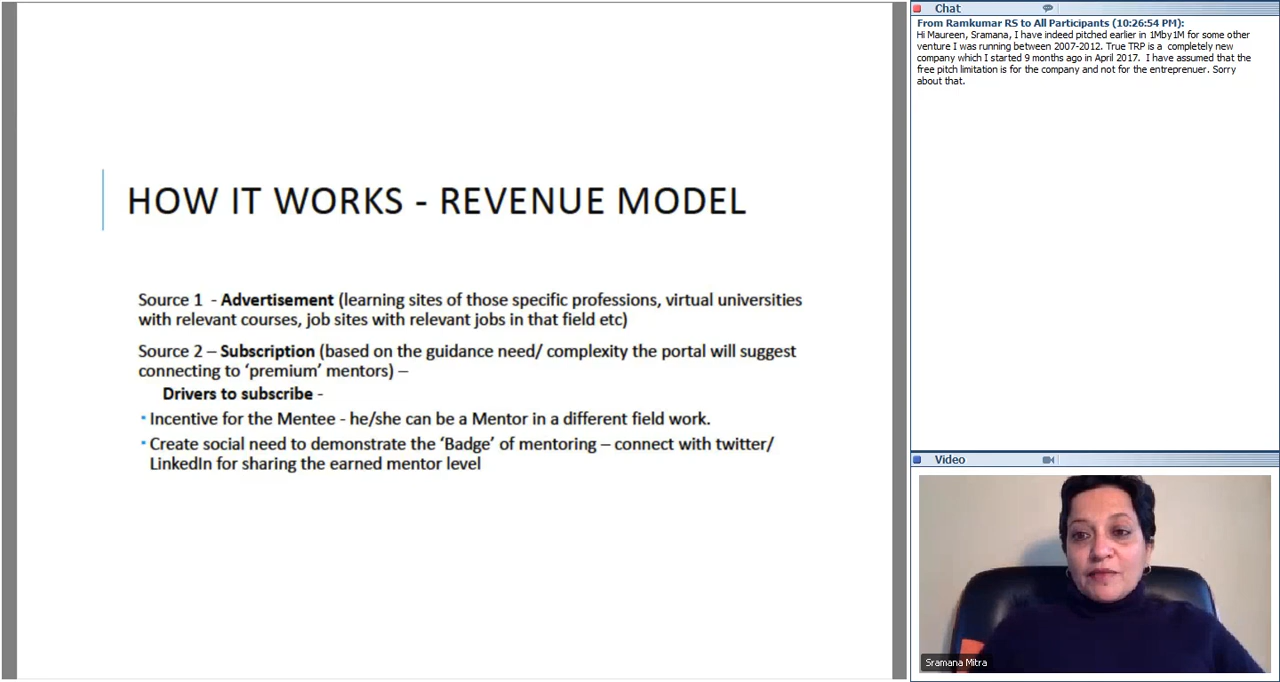 HOW IT WORKS - REVENUE MODEL
Source 1 - Advertisement (learning sites of those specific professions, virtual universities
with relevant courses, job sites with relevant jobs in that field etc)
Source 2 – Subscription (based on the guidance need/ complexity the portal will suggest
connecting to ‘premium’ mentors) –
Drivers to subscribe -
Incentive for the Mentee - he/she can be a Mentor in a different field work.
Create social need to demonstrate the ‘Badge’ of mentoring – connect with twitter/
LinkedIn for sharing the earned mentor level
Chat
From Ramkumar RS to All Participants (10:26:54 PM):
Hi Maureen, Sramana, I have indeed pitched earlier in 1Mby1M for some other
venture I was running between 2007-2012. True TRP is a completely new
company which I started 9 months ago in April 2017. I have assumed that the
free pitch limitation is for the company and not for the entreprenuer. Sorry
about that.
Video
Sramana Mitra